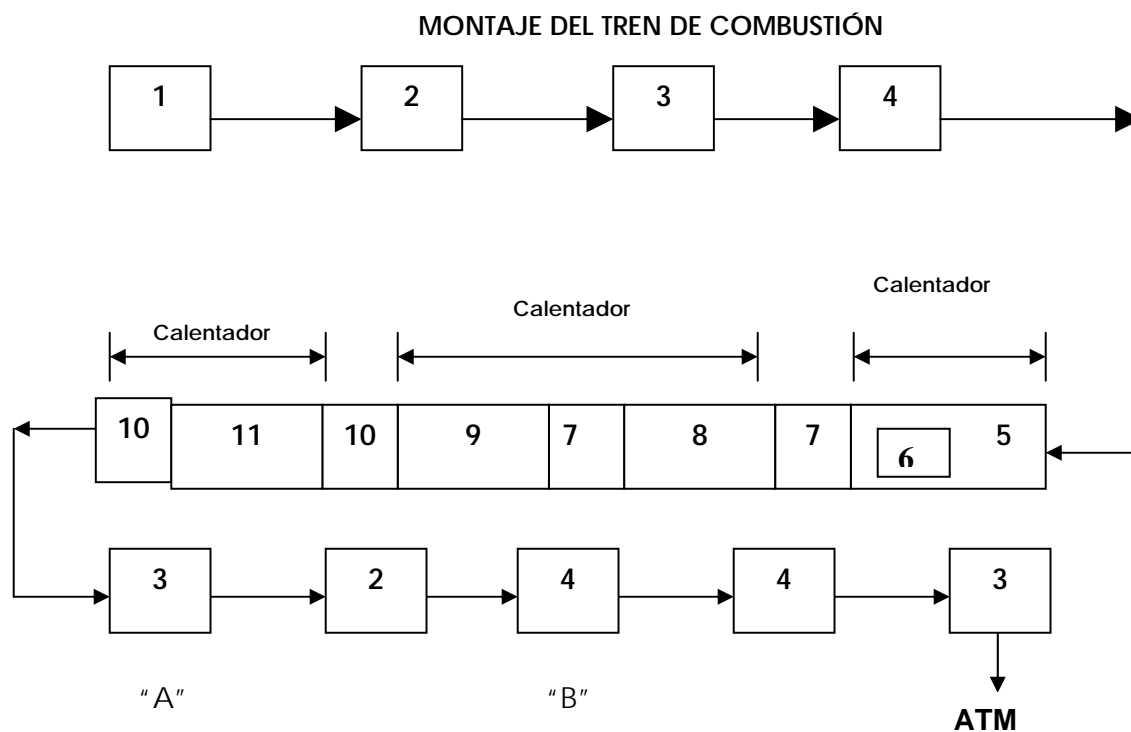 MONTAJE DEL TREN DE COMBUSTIÓN
1 2 3 4
Calentador
Calentador
Calentador
10 11 10 9 7 8 7 6 5
3 2 4 4 3
"A" "B"
ATM